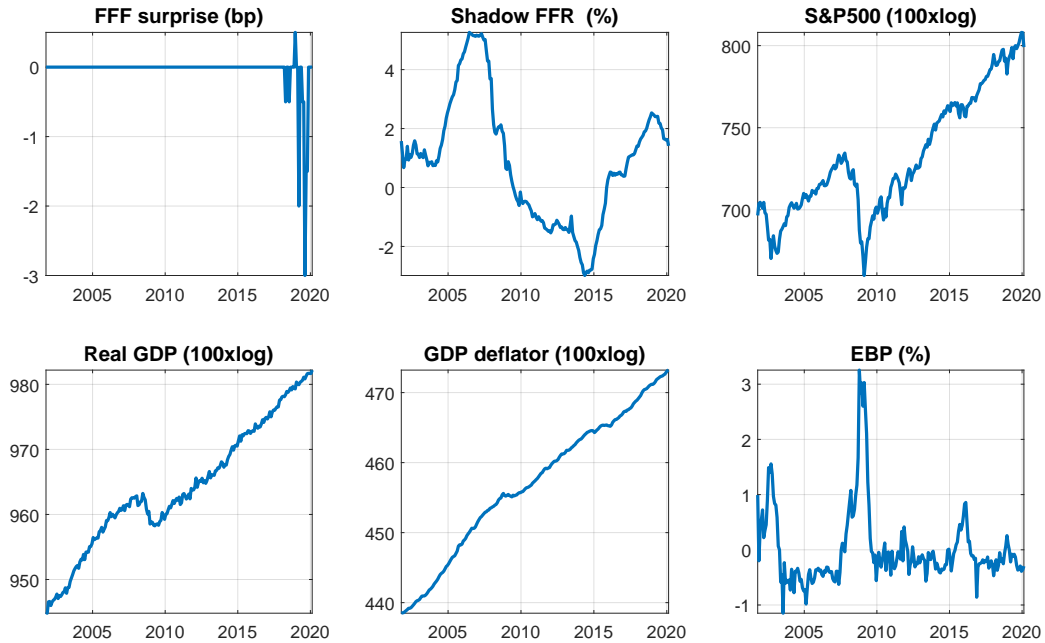 FFF surprise (bp)
0
-1
-2
-3
2005 2010 2015 2020
Shadow FFR (%)
4
2
0
-2
2005 2010 2015 2020
S&P500 (100xlog)
800
750
700
2005 2010 2015 2020
Real GDP (100xlog)
980
970
960
950
2005 2010 2015 2020
GDP deflator (100xlog)
470
460
450
440
2005 2010 2015 2020
EBP (%)
3
2
1
0
-1
2005 2010 2015 2020